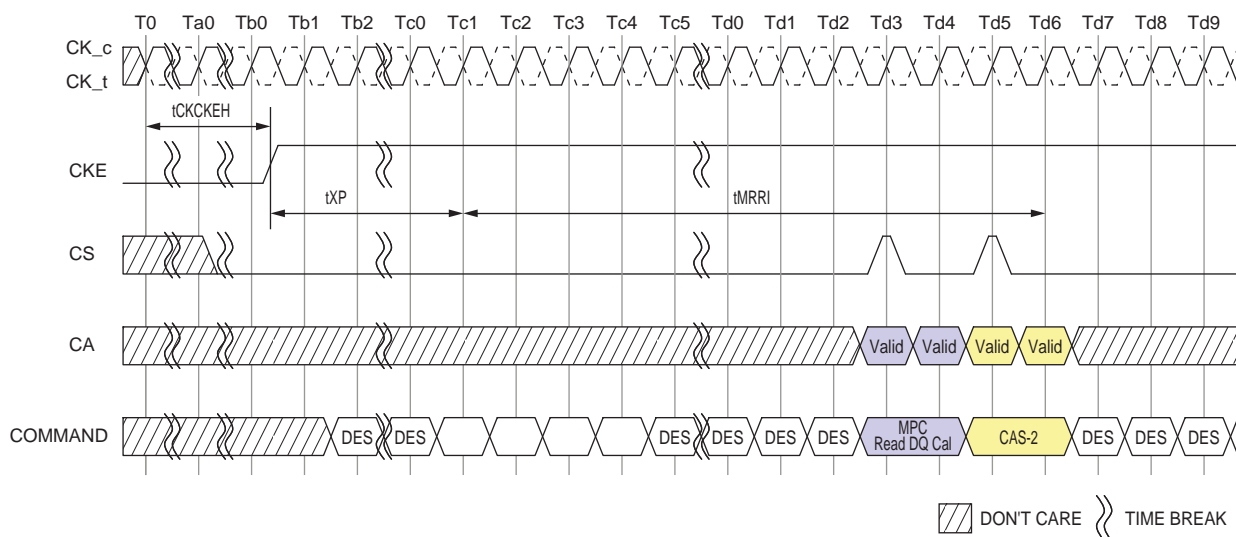 T0 Ta0 Tb0 Tb1 Tb2 Tc0 Tc1 Tc2 Tc3 Tc4 Tc5 Td0 Td1 Td2 Td3 Td4 Td5 Td6 Td7 Td8 Td9
CK_c
CK_t
tCKCKEH
CKE
tXP tMRRI
CS
CA Valid Valid Valid Valid
COMMAND DES DES DES DES DES DES MPC Read DQ Cal CAS-2 DES DES DES
DON'T CARE TIME BREAK